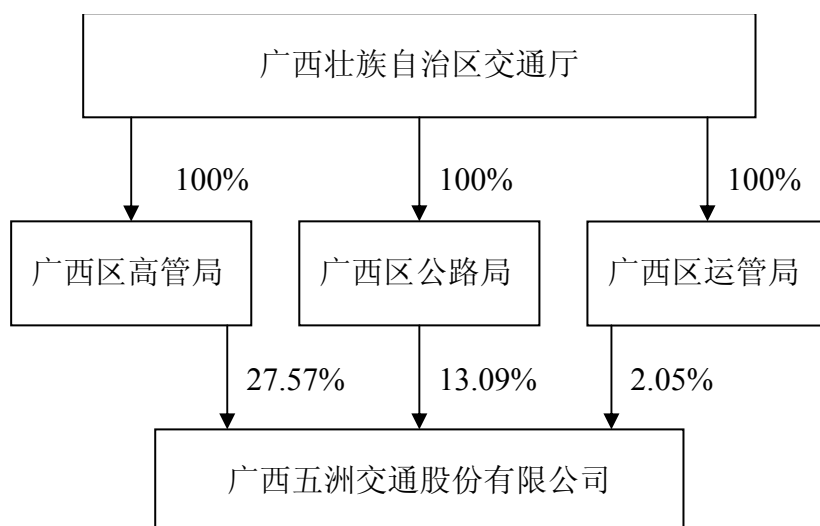 广西壮族自治区交通厅
100% 100% 100%
广西区高管局 广西区公路局 广西区运管局
27.57% 13.09% 2.05%
广西五洲交通股份有限公司